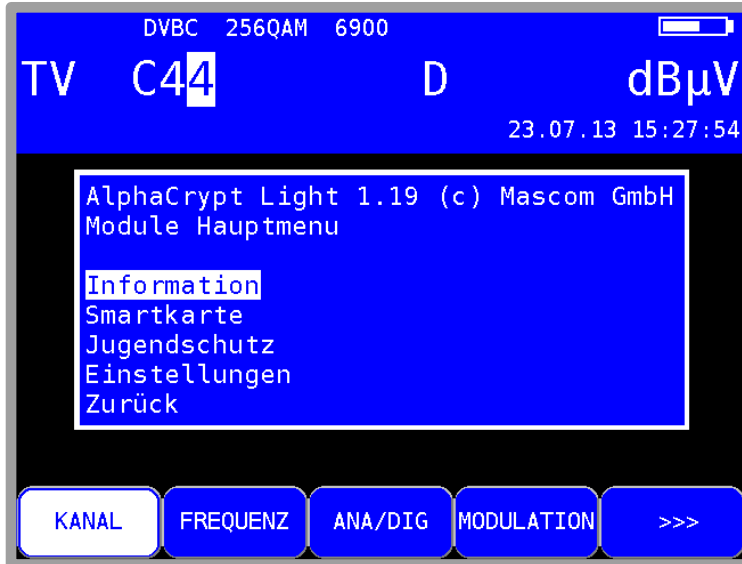 DVBC 256QAM 6900
TV C44 D dBµV
23.07.13 15:27:54
AlphaCrypt Light 1.19 (c) Mascom GmbH
Module Hauptmenu
Information
Smartkarte
Jugendschutz
Einstellungen
Zurück
KANAL FREQUENZ ANA/DIG MODULATION >>>